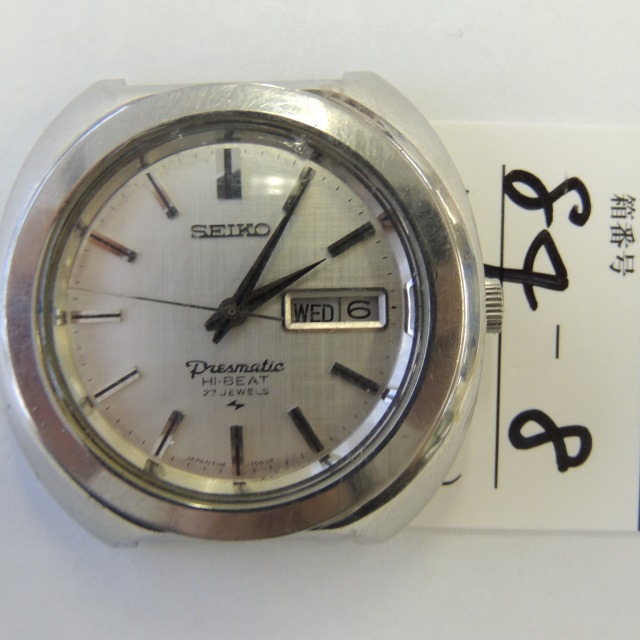 SEIKO
WED 6
Presmatic
HI-BEAT
27 JEWELS
箱番号
84-8